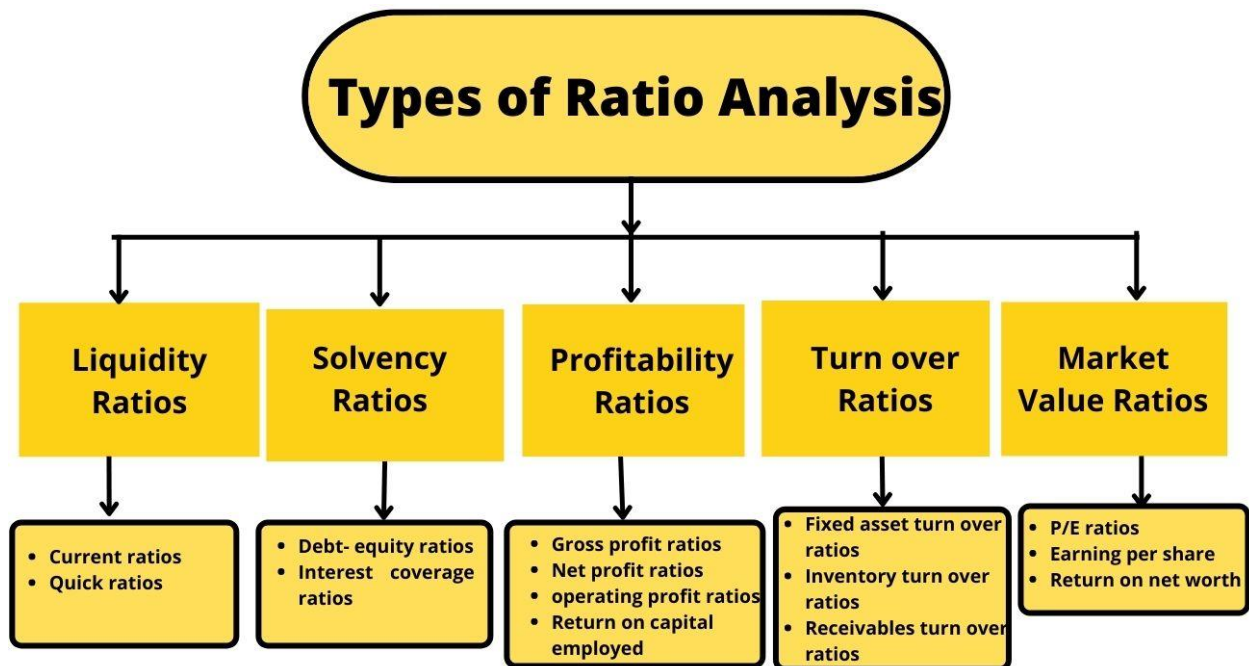 Types of Ratio Analysis
Liquidity
Ratios
Solvency
Ratios
Profitability
Ratios
Turn over
Ratios
Market
Value Ratios
• Current ratios
• Quick ratios
• Debt- equity ratios
• Interest coverage
ratios
• Gross profit ratios
• Net profit ratios
• operating profit ratios
• Return on capital
employed
• Fixed asset turn over
ratios
• Inventory turn over
ratios
• Receivables turn over
ratios
• P/E ratios
• Earning per share
• Return on net worth